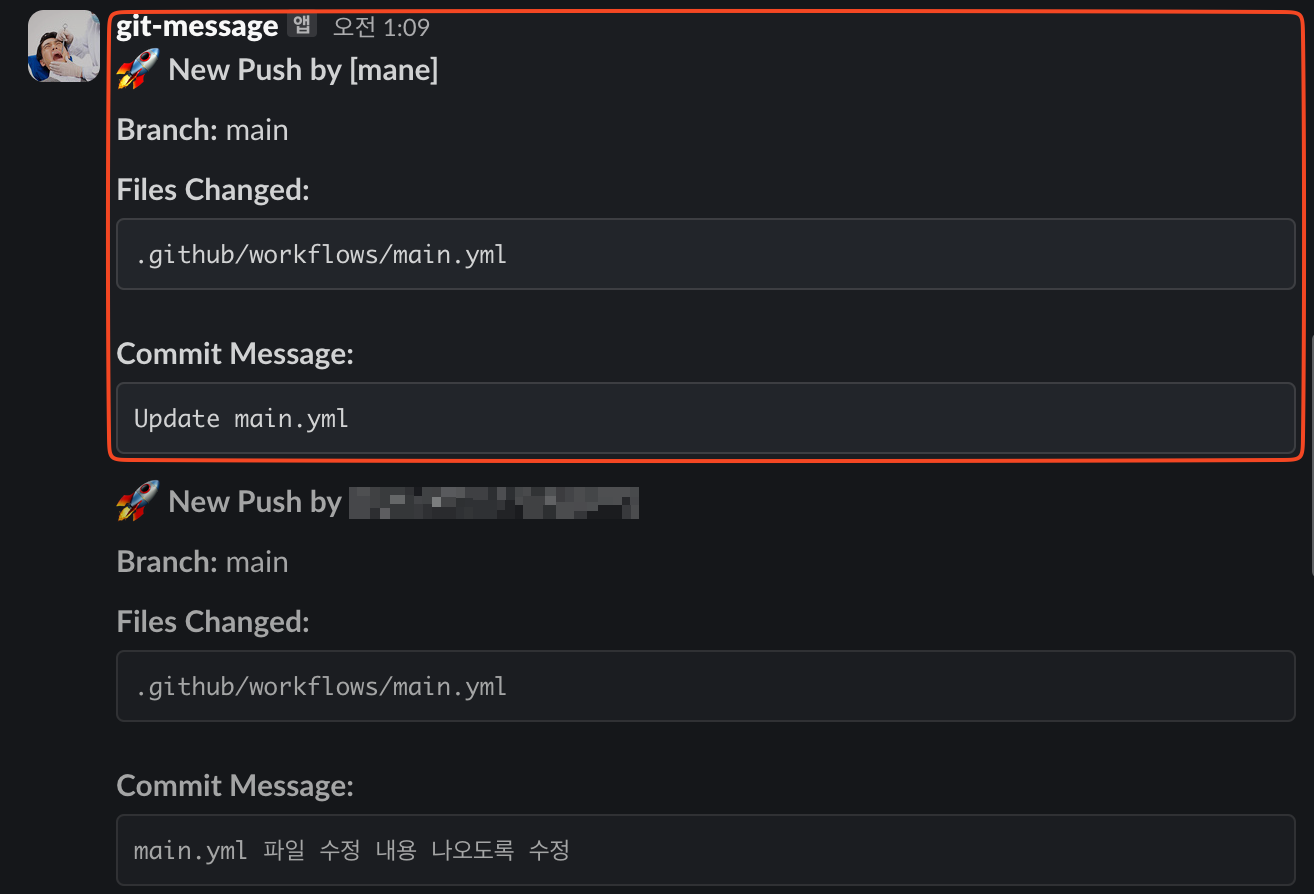 git-message 앱 오전 1:09
New Push by [mane]
Branch: main
Files Changed:
.github/workflows/main.yml
Commit Message:
Update main.yml
New Push by
Branch: main
Files Changed:
.github/workflows/main.yml
Commit Message:
main.yml 파일 수정 내용 나오도록 수정